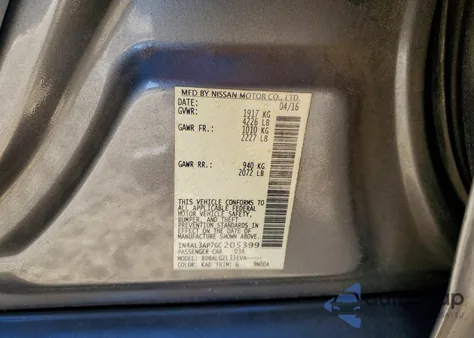 MFD BY NISSAN MOTOR CO., LTD.
DATE: 04/16
GVWR: 1917 KG
4226 LB
GAWR FR.: 1010 KG
2227 LB
GAWR RR.: 940 KG
2072 LB
THIS VEHICLE CONFORMS TO
ALL APPLICABLE FEDERAL
MOTOR VEHICLE SAFETY,
BUMPER, AND THEFT
PREVENTION STANDARDS
IN EFFECT ON THE DATE OF
MANUFACTURE SHOWN ABOVE.
1N4AL3AP7GC205399
PASSENGER CAR 034
MODEL:
COLOR: KAD TRIM: G